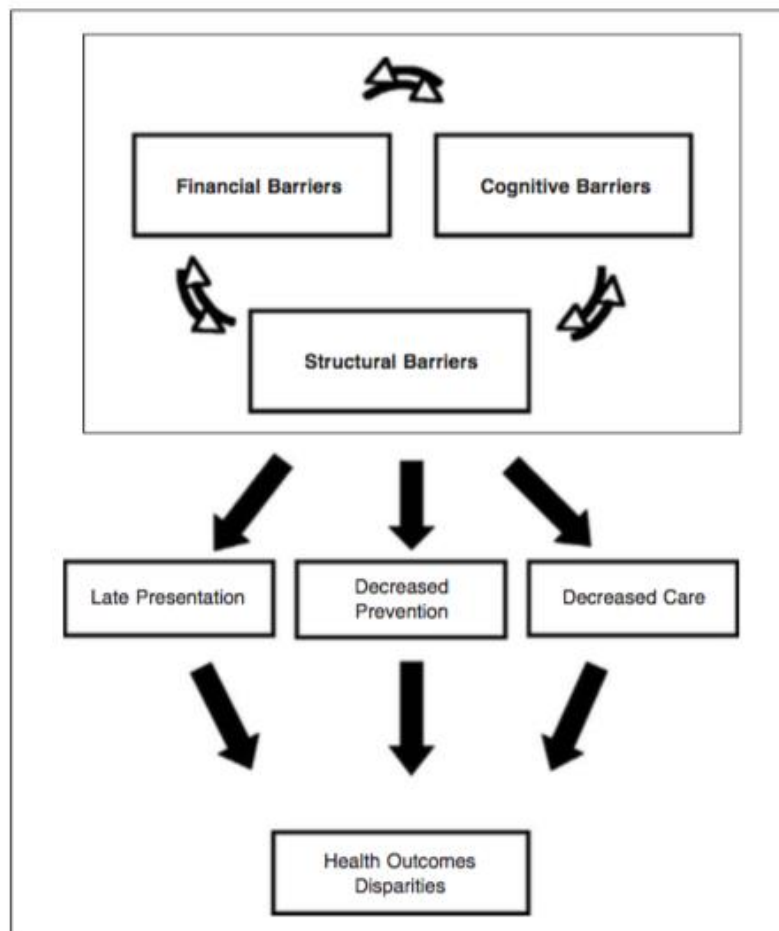 Financial Barriers
Cognitive Barriers
Structural Barriers
Late Presentation
Decreased
Prevention
Decreased Care
Health Outcomes
Disparities